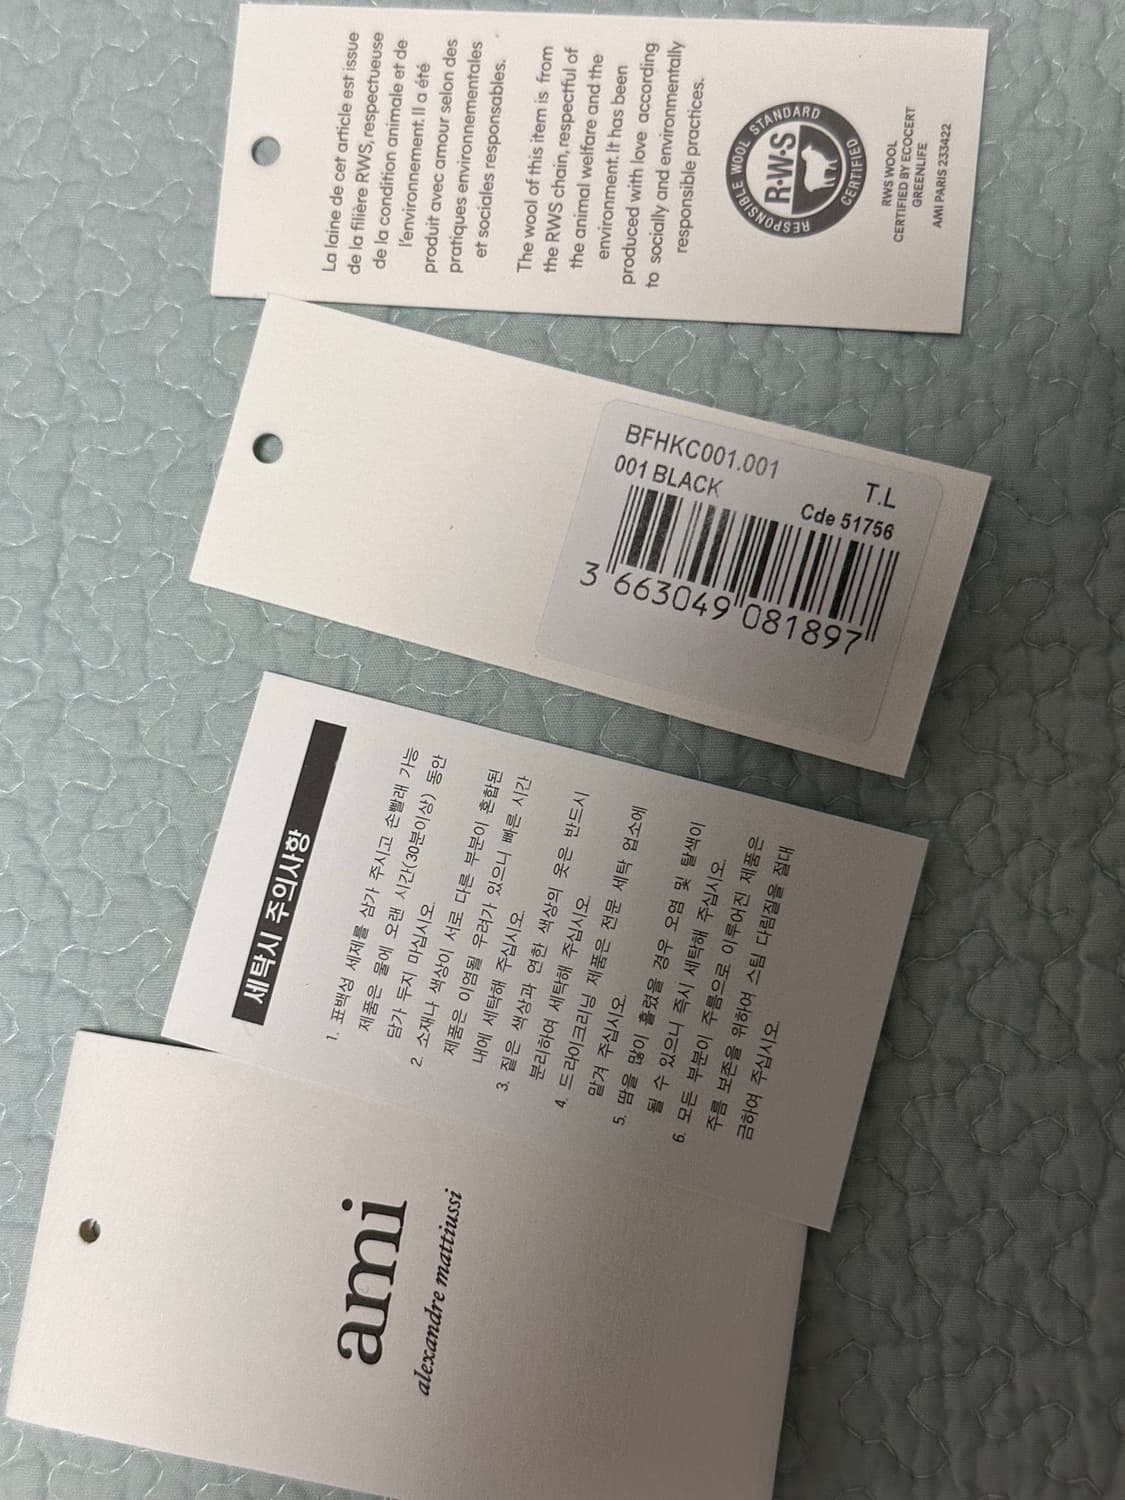 La laine de cet article est issue
de la filière RWS, respectueuse
de la condition animale et de
l'environnement. Il a été
produit avec amour selon des
pratiques environnementales
et sociales responsables.
The wool of this item is from
the RWS chain, respectful of
the animal welfare and the
environment. It has been
produced with love according
to socially and environmentally
responsible practices.
RESPONSIBLE WOOL STANDARD
R·W·S
CERTIFIED
RWS WOOL
CERTIFIED BY ECOCERT
GREENLIFE
AMI PARIS 233422
BFHKC001.001
001 BLACK
T.L
Cde 51756
3 663049 081897
세탁시 주의사항
1. 표백성 세제를 삼가 주시고 손빨래 가능
제품은 물에 오랜 시간(30분이상) 동안
담가 두지 마십시오.
2. 소재나 색상이 서로 다른 부분이 혼합된
제품은 이염될 우려가 있으니 빠른 시간
내에 세탁해 주십시오.
3. 짙은 색상과 연한 색상의 옷은 반드시
분리하여 세탁해 주십시오.
4. 드라이크리닝 제품은 전문 세탁 업소에
맡겨 주십시오.
5. 땀을 많이 흘렸을 경우 오염 및 탈색이
될 수 있으니 즉시 세탁해 주십시오.
6. 모든 부분이 주름으로 이루어진 제품은
주름 보존을 위하여 스팀 다림질을 절대
금하여 주십시오.
ami
alexandre mattiussi